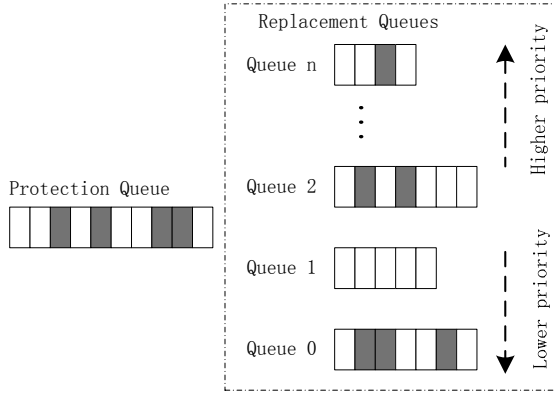 Replacement Queues
Queue n
Higher priority
Protection Queue
Queue 2
Queue 1
Lower priority
Queue 0